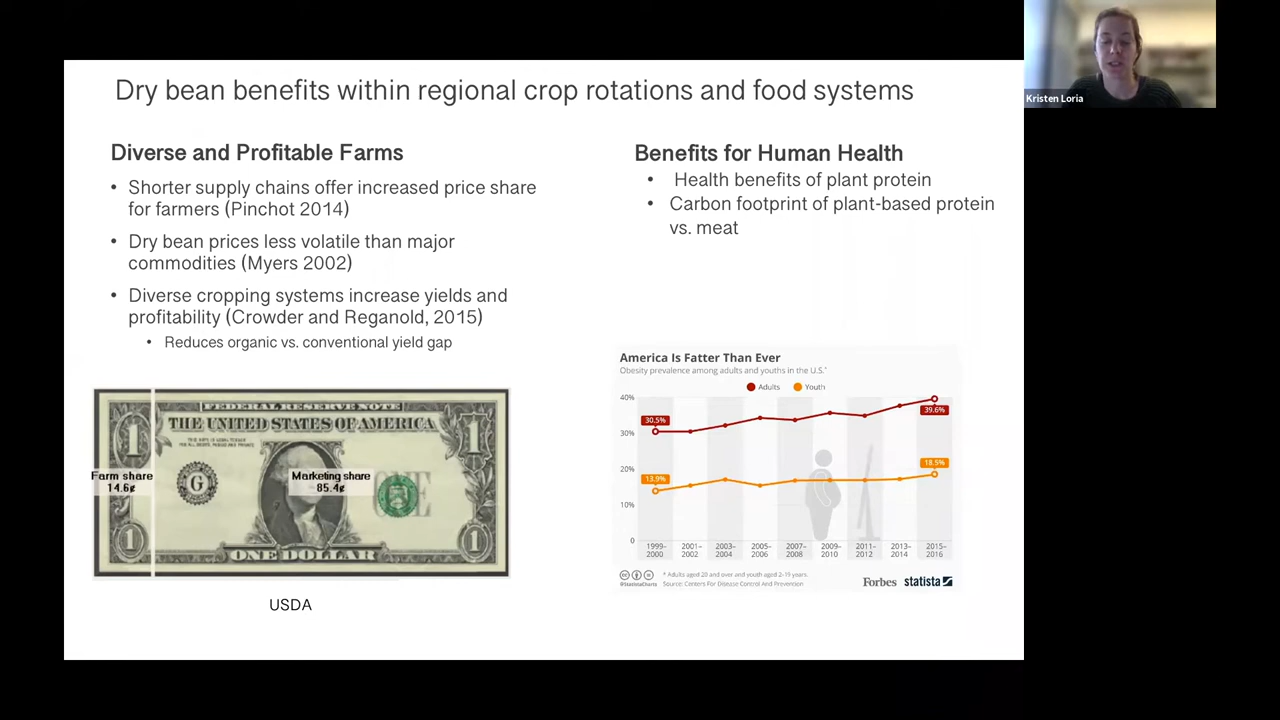 Dry bean benefits within regional crop rotations and food systems
Diverse and Profitable Farms
• Shorter supply chains offer increased price share
for farmers (Pinchot 2014)
• Dry bean prices less volatile than major
commodities (Myers 2002)
• Diverse cropping systems increase yields and
profitability (Crowder and Reganold, 2015)
• Reduces organic vs. conventional yield gap
FEDERAL RESERVE NOTE
THE UNITED STATES OF AMERICA
1
1
Farm share
14.6¢
G
Marketing share
85.4¢
ONE
1
1
ONE DOLLAR
USDA
Benefits for Human Health
• Health benefits of plant protein
• Carbon footprint of plant-based protein
vs. meat
America Is Fatter Than Ever
Obesity prevalence among adults and youths in the U.S.*
Adults Youth
40%
30%
20%
10%
0
30.5%
39.6%
13.9%
18.5%
1999–
2000
2001–
2002
2003–
2004
2005–
2006
2007–
2008
2009–
2010
2011–
2012
2013–
2014
2015–
2016
@StatistaCharts
* Adults aged 20 and over and youth aged 2-19 years.
Source: Centers For Disease Control And Prevention
Forbes statista
Kristen Loria